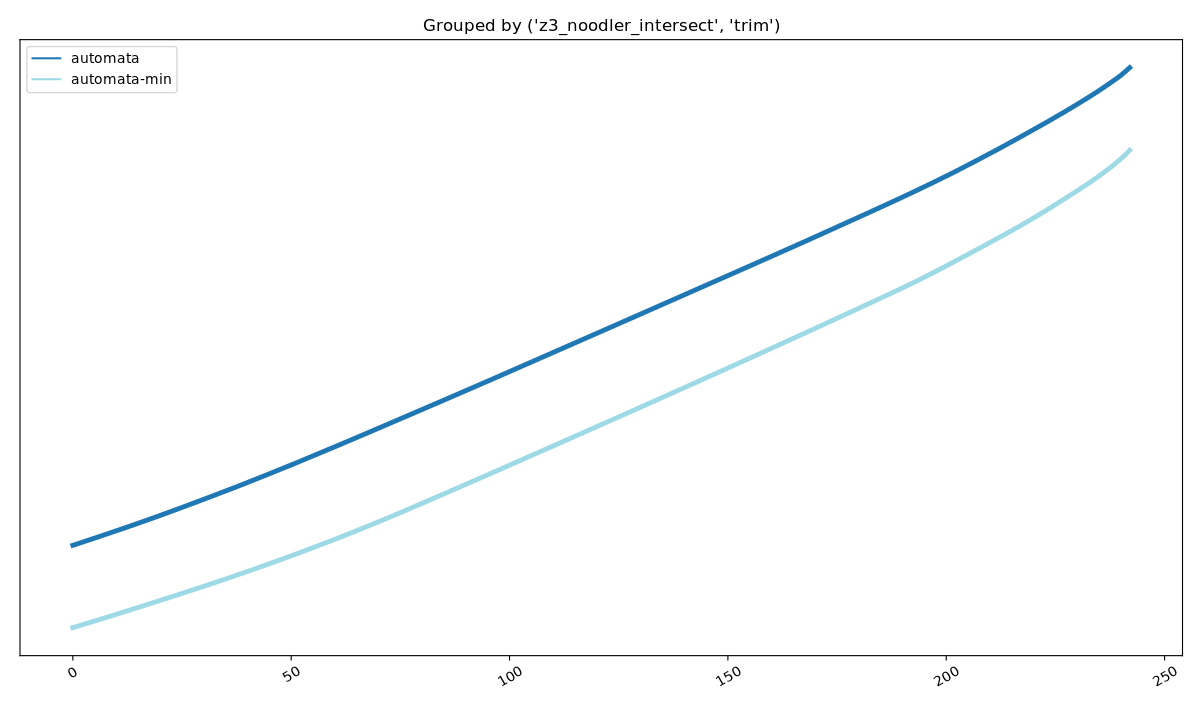 Grouped by ('z3_noodler_intersect', 'trim')
automata
automata-min
0
50
100
150
200
250